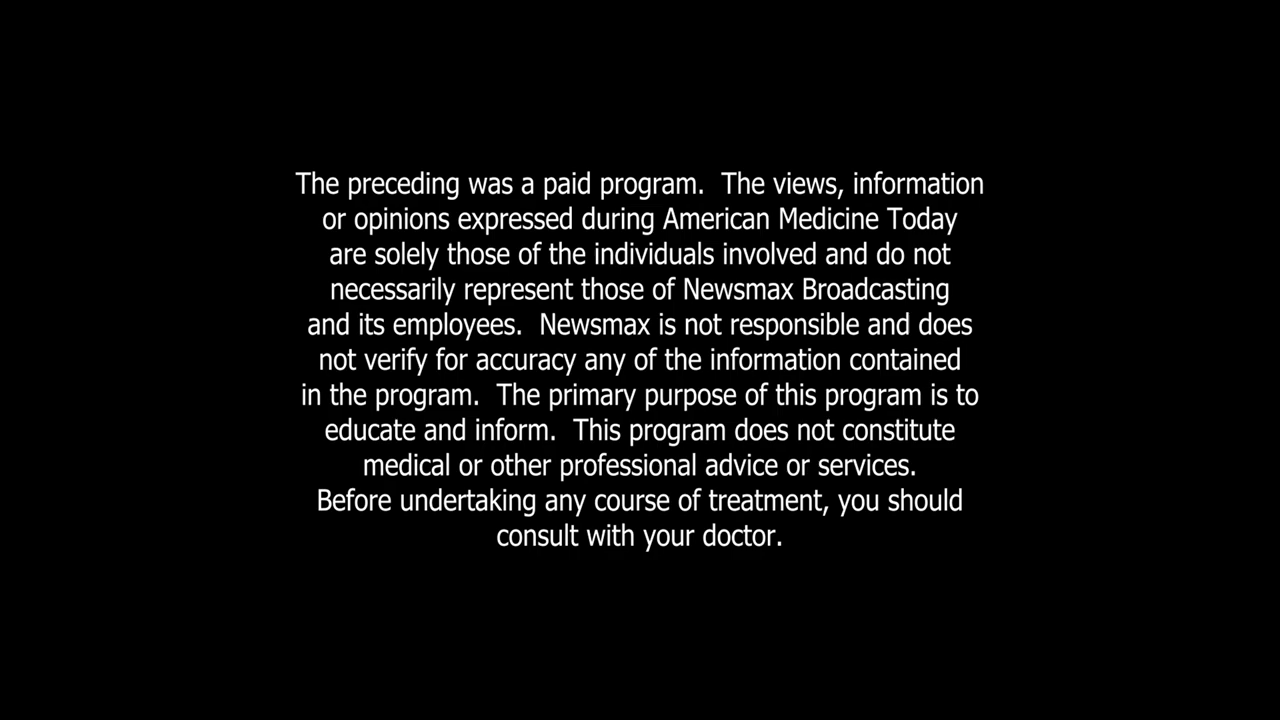 The preceding was a paid program.  The views, information
or opinions expressed during American Medicine Today
are solely those of the individuals involved and do not
necessarily represent those of Newsmax Broadcasting
and its employees.  Newsmax is not responsible and does
not verify for accuracy any of the information contained
in the program.  The primary purpose of this program is to
educate and inform.  This program does not constitute
medical or other professional advice or services.
Before undertaking any course of treatment, you should
consult with your doctor.